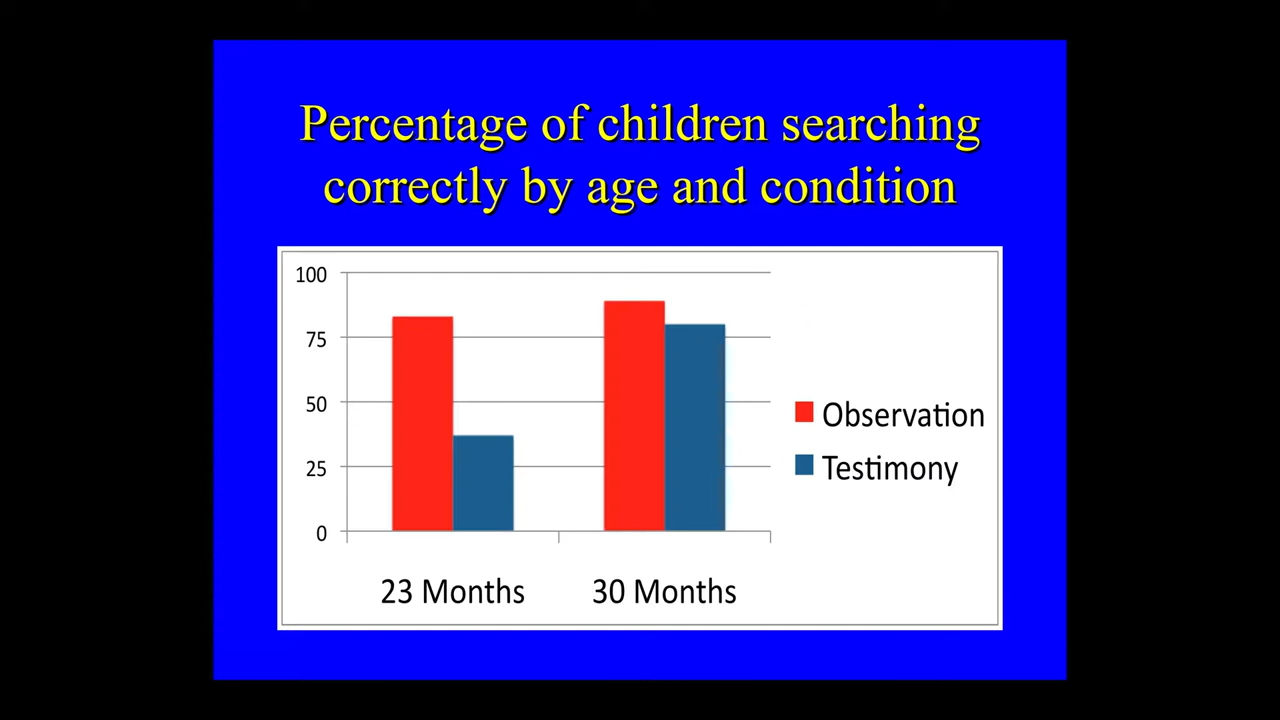 Percentage of children searching
correctly by age and condition
100
75
50
25
0
23 Months
30 Months
Observation
Testimony